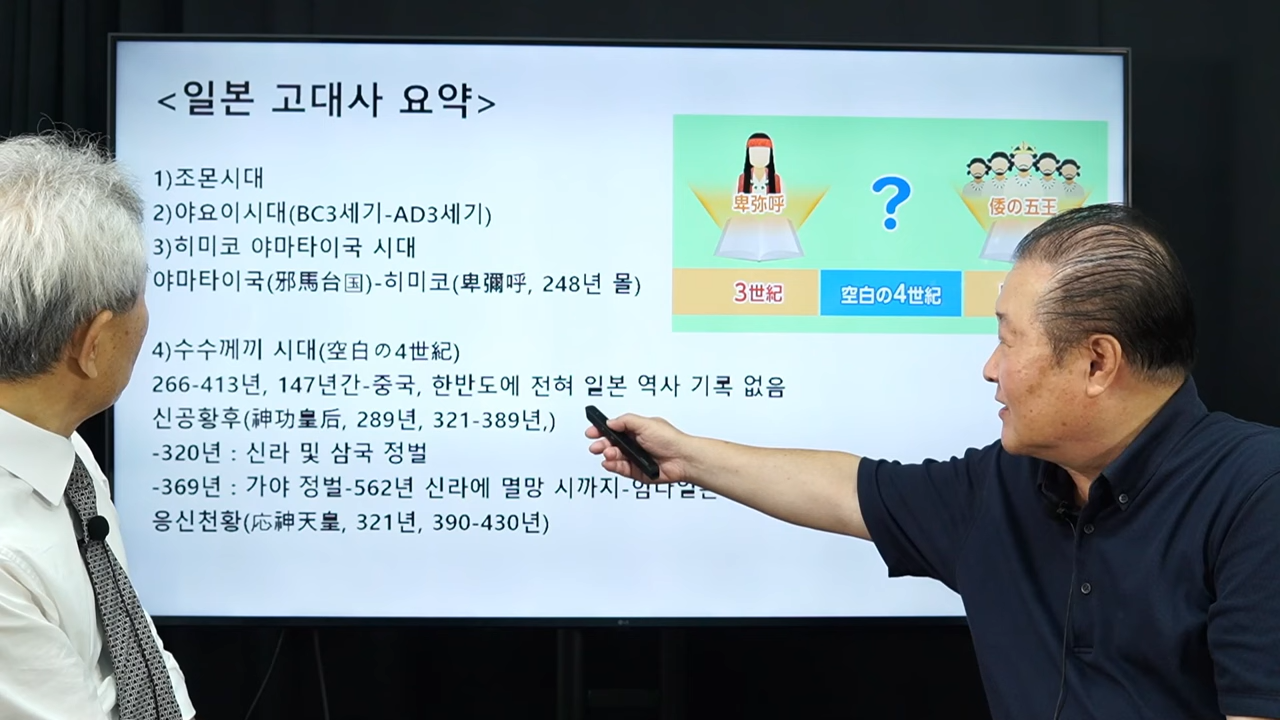 <일본 고대사 요약>
1)조몬시대
2)야요이시대(BC3세기-AD3세기)
3)히미코 야마타이국 시대
야마타이국(邪馬台国)-히미코(卑彌呼, 248년 몰)
4)수수께끼 시대(空白の4世紀)
266-413년, 147년간-중국, 한반도에 전혀 일본 역사 기록 없음
신공황후(神功皇后, 289년, 321-389년,)
-320년 : 신라 및 삼국 정벌
-369년 : 가야 정벌-562년 신라에 멸망 시까지-임나일본
응신천황(応神天皇, 321년, 390-430년)
卑弥呼
?
倭の五王
3世紀
空白の4世紀
LG